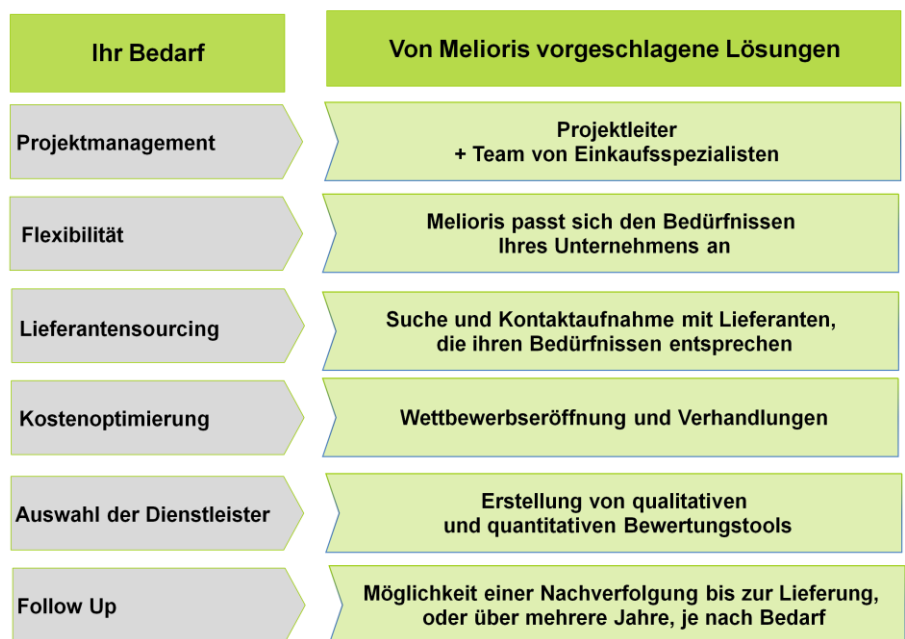 Ihr Bedarf
Von Melioris vorgeschlagene Lösungen
Projektmanagement
Projektleiter
+ Team von Einkaufsspezialisten
Flexibilität
Melioris passt sich den Bedürfnissen
Ihres Unternehmens an
Lieferantensourcing
Suche und Kontaktaufnahme mit Lieferanten,
die ihren Bedürfnissen entsprechen
Kostenoptimierung
Wettbewerbseröffnung und Verhandlungen
Auswahl der Dienstleister
Erstellung von qualitativen
und quantitativen Bewertungstools
Follow Up
Möglichkeit einer Nachverfolgung bis zur Lieferung,
oder über mehrere Jahre, je nach Bedarf